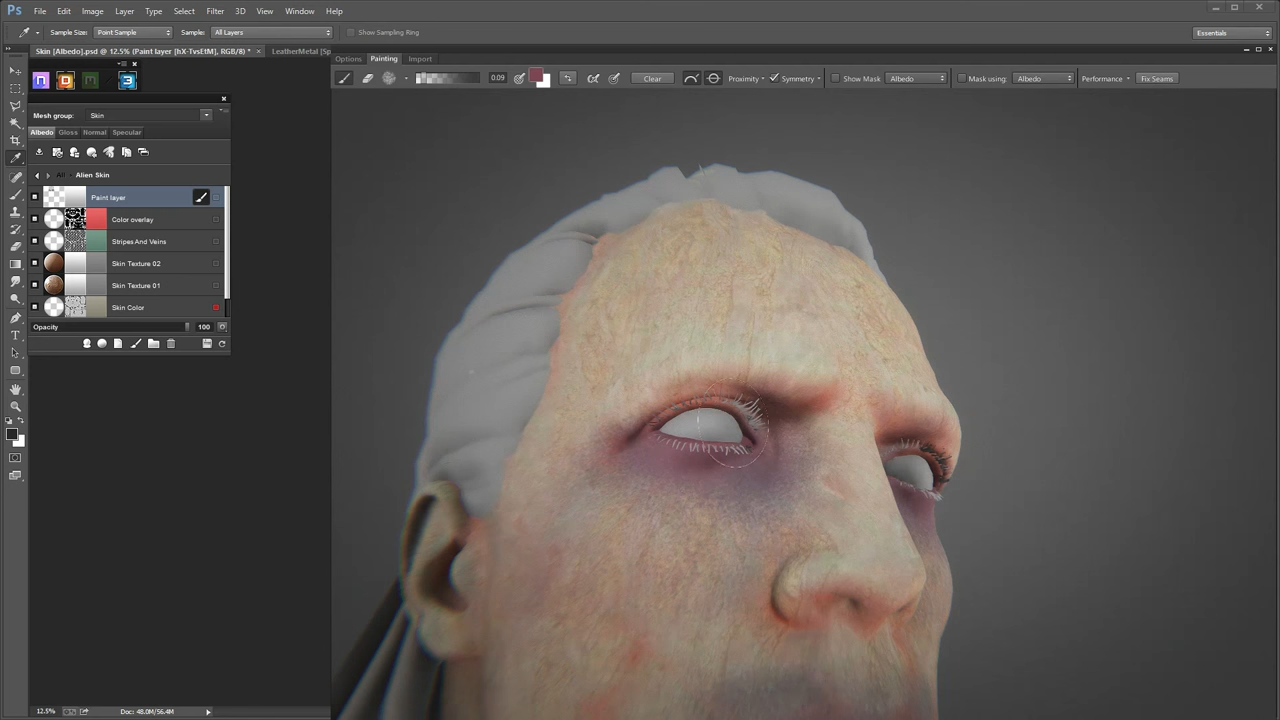 Ps File Edit Image Layer Type Select Filter 3D View Window Help
Sample Size: Point Sample Sample: All Layers Show Sampling Ring Essentials
Skin [Albedo].psd @ 12.5% (Paint layer [hX-TvsEtM], RGB/8) * × LeatherMetal [Sp
Options Painting Import
0.09 Clear Proximity Symmetry Show Mask Albedo Mask using: Albedo Performance Fix Seams
Mesh group: Skin
Albedo Gloss Normal Specular
All Alien Skin
Paint layer
Color overlay
Stripes And Veins
Skin Texture 02
Skin Texture 01
Skin Color
Opacity 100
12.5% Doc: 48.0M/56.4M